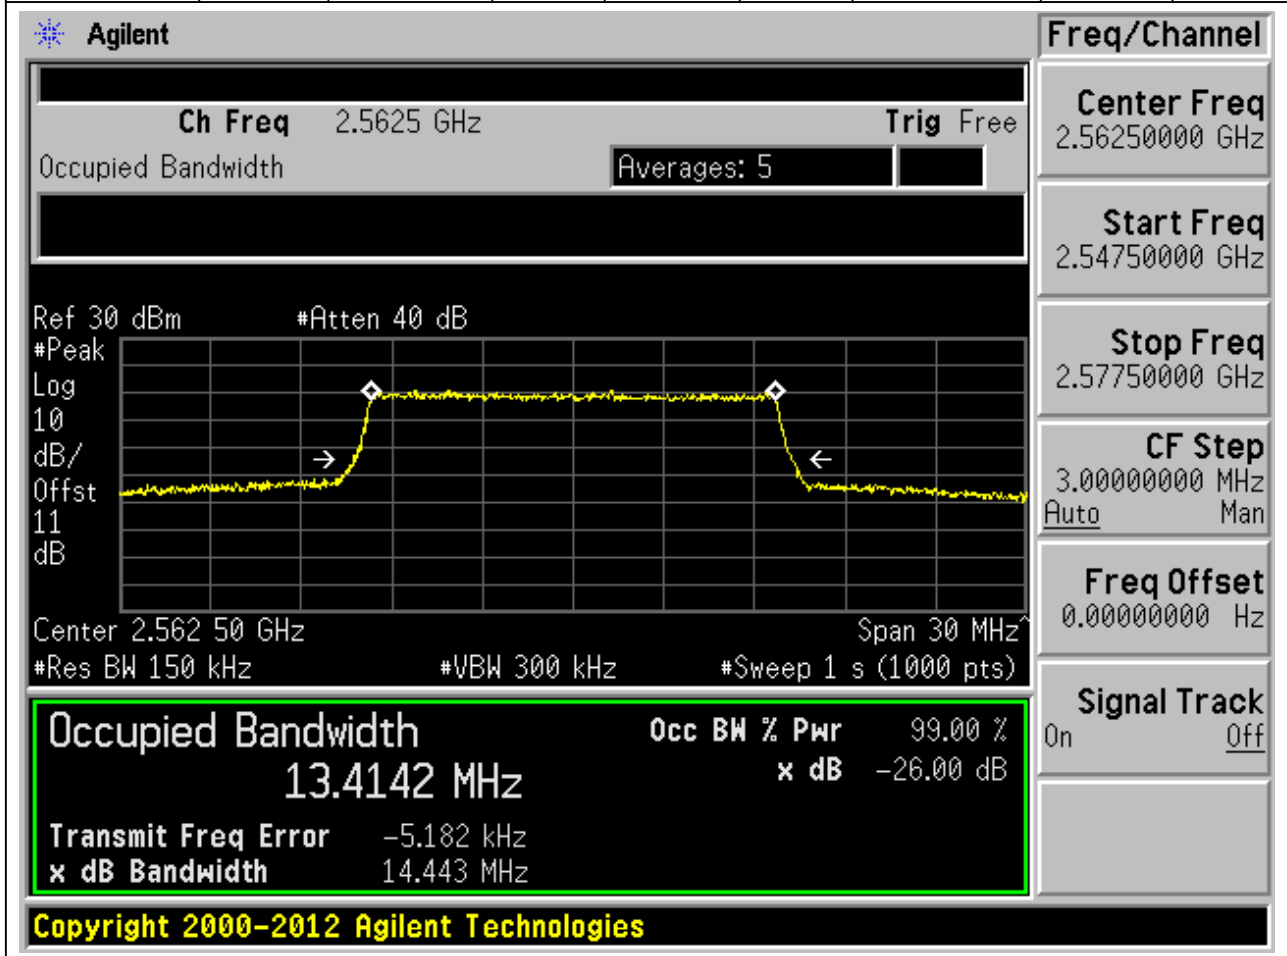 Agilent
Freq/Channel
Ch Freq 2.5625 GHz Trig Free
Occupied Bandwidth Averages: 5
Center Freq
2.56250000 GHz
Start Freq
2.54750000 GHz
Stop Freq
2.57750000 GHz
CF Step
3.00000000 MHz
Auto Man
Freq Offset
0.00000000 Hz
Signal Track
On Off
Ref 30 dBm #Atten 40 dB
#Peak
Log
10
dB/
Offst
11
dB
Center 2.562 50 GHz Span 30 MHz^
#Res BW 150 kHz #VBW 300 kHz #Sweep 1 s (1000 pts)
Occupied Bandwidth Occ BW % Pwr 99.00 %
13.4142 MHz x dB -26.00 dB
Transmit Freq Error -5.182 kHz
x dB Bandwidth 14.443 MHz
Copyright 2000-2012 Agilent Technologies